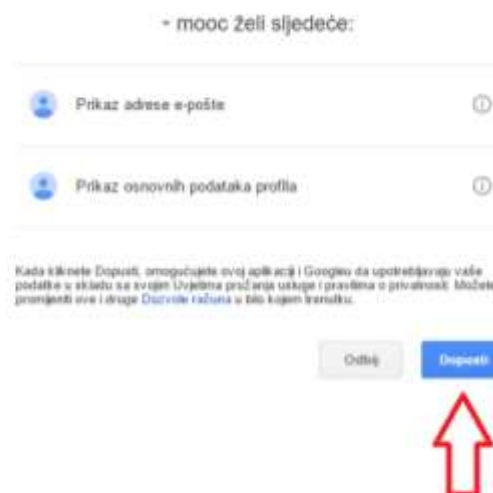 - mooc želi sljedeće:
Prikaz adrese e-pošte
Prikaz osnovnih podataka profila
Kada kliknete Dopusti, omogućujete ovoj aplikaciji i Googleu da upotrebljavaju vaše
podatke u skladu sa svojim Uvjetima pružanja usluge i pravilima o privatnosti. Možete
promijeniti ove i druge Dozvole računa u bilo kojem trenutku.
Odbij Dopusti